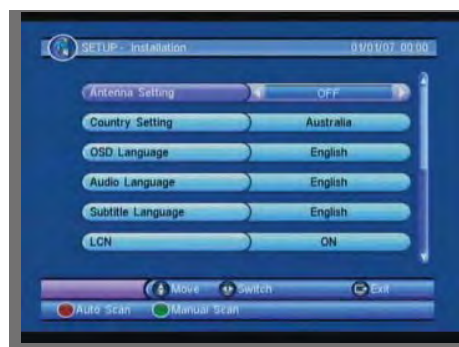 SETUP - Installation 01/01/07 00:00
Antenna Setting OFF
Country Setting Australia
OSD Language English
Audio Language English
Subtitle Language English
LCN ON
Move Switch Exit
Auto Scan Manual Scan